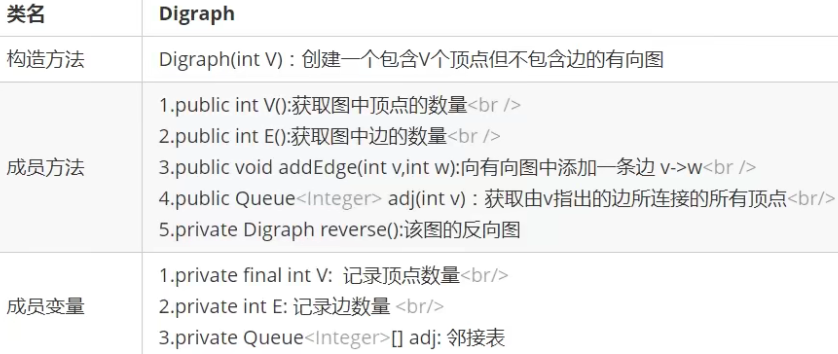 类名 Digraph
构造方法 Digraph(int V)：创建一个包含V个顶点但不包含边的有向图
成员方法
1.public int V():获取图中顶点的数量<br />
2.public int E():获取图中边的数量<br />
3.public void addEdge(int v,int w):向有向图中添加一条边 v->w<br />
4.public Queue<Integer> adj(int v)：获取由v指出的边所连接的所有顶点<br/>
5.private Digraph reverse():该图的反向图
成员变量
1.private final int V: 记录顶点数量<br/>
2.private int E: 记录边数量 <br/>
3.private Queue<Integer>[] adj: 邻接表